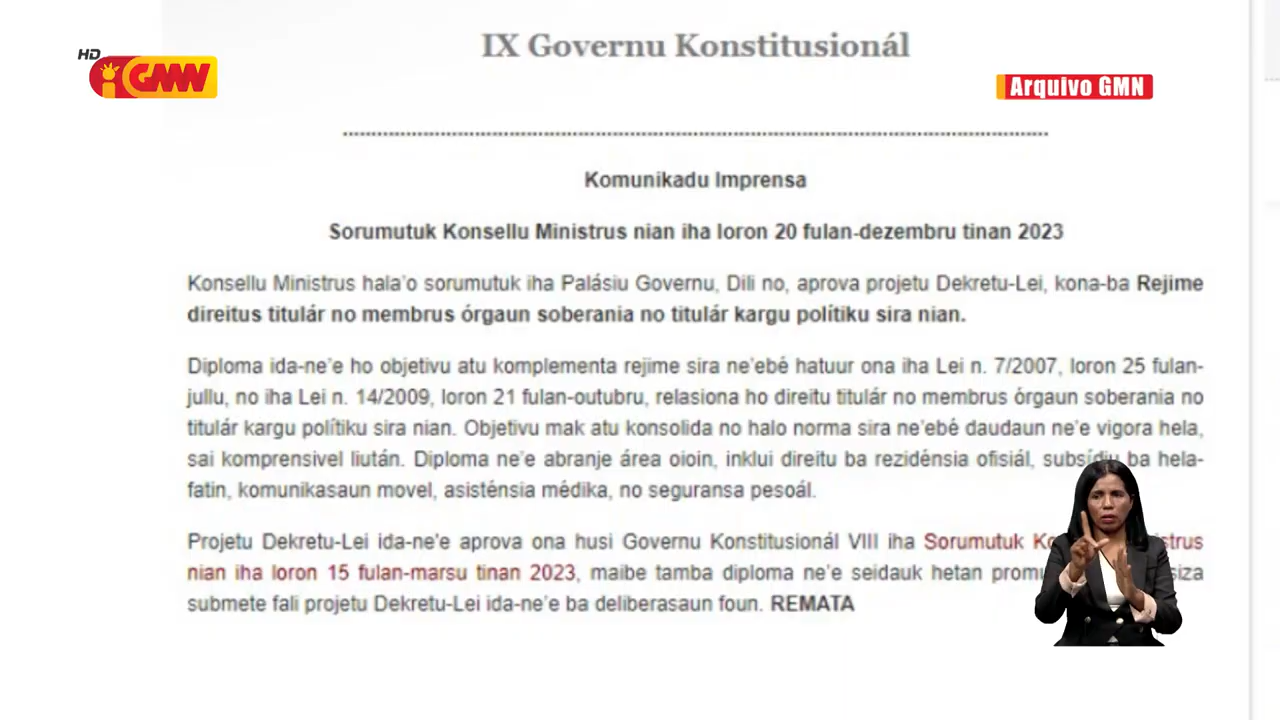 IX Governu Konstitusionál
HD
GMN
Arquivo GMN
Komunikadu Imprensa
Sorumutuk Konsellu Ministrus nian iha loron 20 fulan-dezembru tinan 2023
Konsellu Ministrus hala'o sorumutuk iha Palásiu Governu, Dili no, aprova projetu Dekretu-Lei, kona-ba Rejime
direitus titulár no membrus órgaun soberania no titulár kargu polítiku sira nian.
Diploma ida-ne'e ho objetivu atu komplementa rejime sira ne'ebé hatuur ona iha Lei n. 7/2007, loron 25 fulan-
jullu, no iha Lei n. 14/2009, loron 21 fulan-outubru, relasiona ho direitu titulár no membrus órgaun soberania no
titulár kargu polítiku sira nian. Objetivu mak atu konsolida no halo norma sira ne'ebé daudaun ne'e vigora hela,
sai komprensivel liután. Diploma ne'e abranje área oioin, inklui direitu ba rezidénsia ofisiál, subsídiu ba hela-
fatin, komunikasaun movel, asisténsia médika, no seguransa pesoál.
Projetu Dekretu-Lei ida-ne'e aprova ona husi Governu Konstitusionál VIII iha Sorumutuk
nian iha loron 15 fulan-marsu tinan 2023, maibe tamba diploma ne'e seidauk hetan
submete fali projetu Dekretu-Lei ida-ne'e ba deliberasaun foun. REMATA